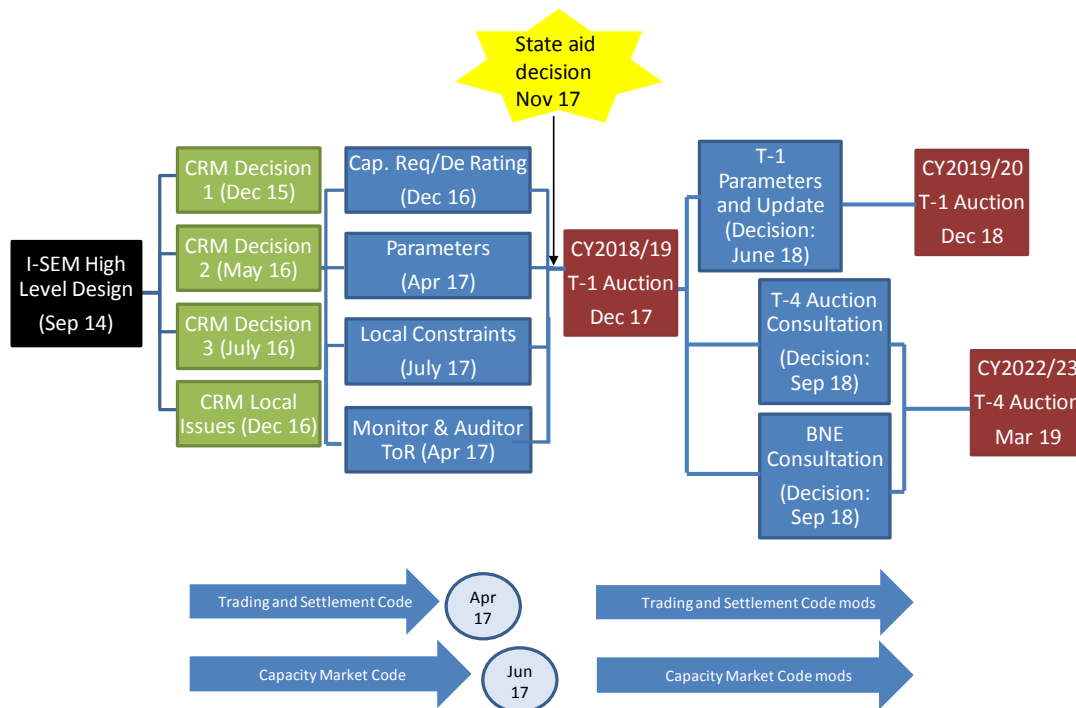 State aid
decision
Nov 17
I-SEM High
Level Design
(Sep 14)
CRM Decision
1 (Dec 15)
CRM Decision
2 (May 16)
CRM Decision
3 (July 16)
CRM Local
Issues (Dec 16)
Cap. Req/De Rating
(Dec 16)
Parameters
(Apr 17)
Local Constraints
(July 17)
Monitor & Auditor
ToR (Apr 17)
CY2018/19
T-1 Auction
Dec 17
T-1
Parameters
and Update
(Decision:
June 18)
T-4 Auction
Consultation
(Decision:
Sep 18)
BNE
Consultation
(Decision:
Sep 18)
CY2019/20
T-1 Auction
Dec 18
CY2022/23
T-4 Auction
Mar 19
Trading and Settlement Code
Apr
17
Trading and Settlement Code mods
Capacity Market Code
Jun
17
Capacity Market Code mods